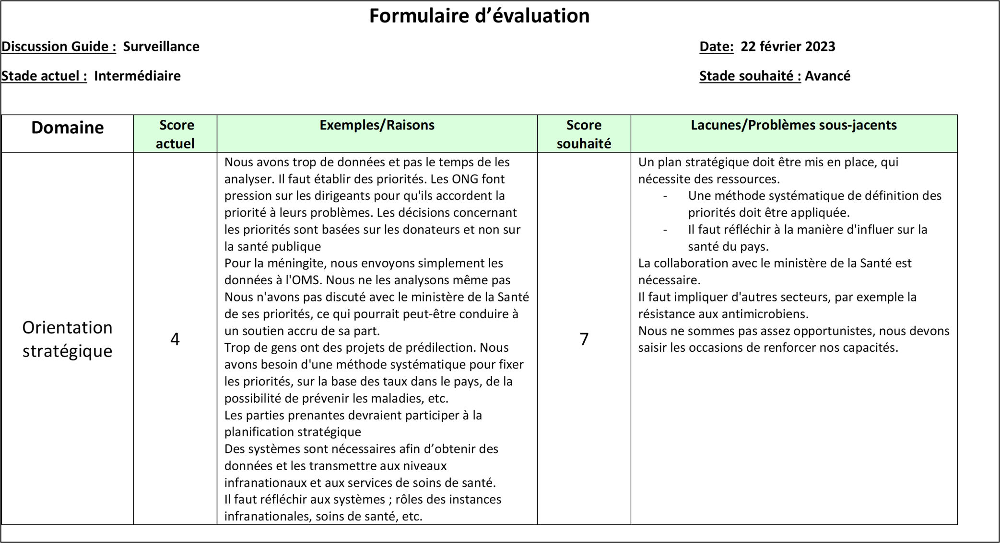 Formulaire d’évaluation
Discussion Guide : Surveillance
Date: 22 février 2023
Stade actuel : Intermédiaire
Stade souhaité : Avancé
Domaine
Score
actuel
Exemples/Raisons
Score
souhaité
Lacunes/Problèmes sous-jacents
Orientation
stratégique
4
Nous avons trop de données et pas le temps de les
analyser. Il faut établir des priorités. Les ONG font
pression sur les dirigeants pour qu'ils accordent la
priorité à leurs problèmes. Les décisions concernant
les priorités sont basées sur les donateurs et non sur
la santé publique
Pour la méningite, nous envoyons simplement les
données à l'OMS. Nous ne les analysons même pas
Nous n'avons pas discuté avec le ministère de la Santé
de ses priorités, ce qui pourrait peut-être conduire à
un soutien accru de sa part.
Trop de gens ont des projets de prédilection. Nous
avons besoin d'une méthode systématique pour fixer
les priorités, sur la base des taux dans le pays, de la
possibilité de prévenir les maladies, etc.
Les parties prenantes devraient participer à la
planification stratégique
Des systèmes sont nécessaires afin d’obtenir des
données et les transmettre aux niveaux
infranationaux et aux services de soins de santé.
Il faut réfléchir aux systèmes ; rôles des instances
infranationales, soins de santé, etc.
7
Un plan stratégique doit être mis en place, qui
nécessite des ressources.
- Une méthode systématique de définition des
priorités doit être appliquée.
- Il faut réfléchir à la manière d'influer sur la
santé du pays.
La collaboration avec le ministère de la Santé est
nécessaire.
Il faut impliquer d'autres secteurs, par exemple la
résistance aux antimicrobiens.
Nous ne sommes pas assez opportunistes, nous devons
saisir les occasions de renforcer nos capacités.